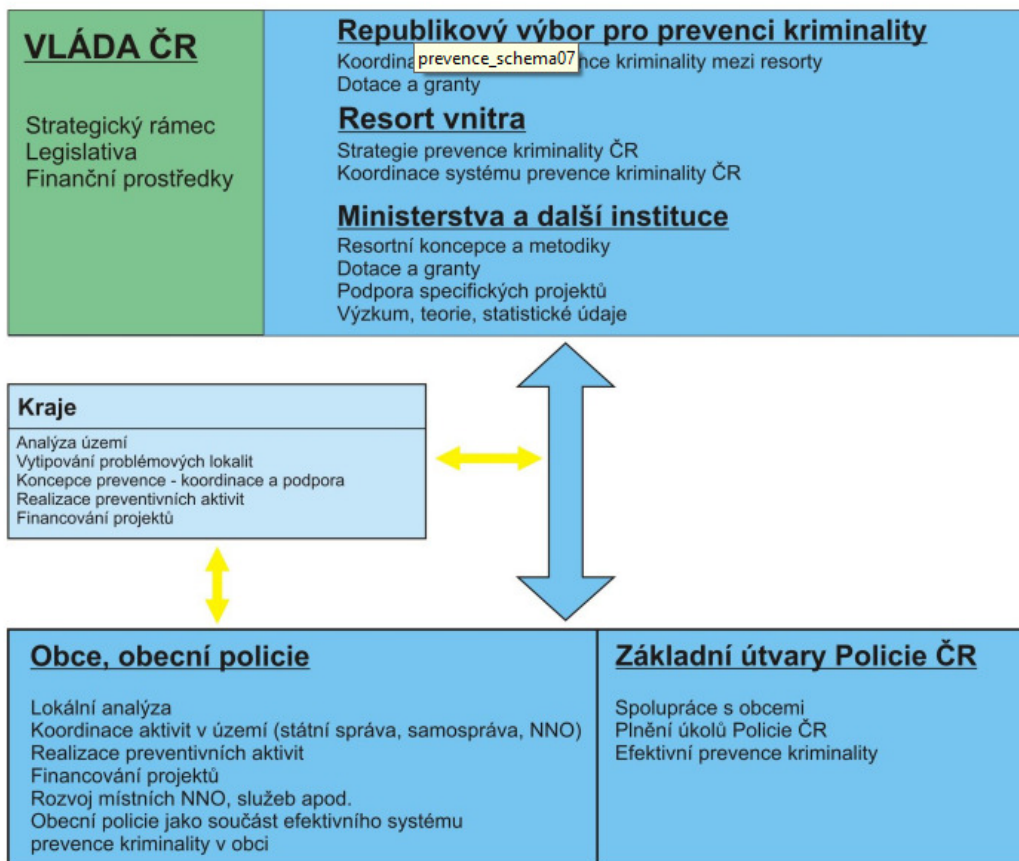 VLÁDA ČR
Strategický rámec
Legislativa
Finanční prostředky
Republikový výbor pro prevenci kriminality
prevence_schema07
kriminality mezi resorty
Dotace a granty
Resort vnitra
Strategie prevence kriminality ČR
Koordinace systému prevence kriminality ČR
Ministerstva a další instituce
Resortní koncepce a metodiky
Dotace a granty
Podpora specifických projektů
Výzkum, teorie, statistické údaje
Kraje
Analýza území
Vytipování problémových lokalit
Koncepce prevence - koordinace a podpora
Realizace preventivních aktivit
Financování projektů
Obce, obecní policie
Lokální analýza
Koordinace aktivit v území (státní správa, samospráva, NNO)
Realizace preventivních aktivit
Financování projektů
Rozvoj místních NNO, služeb apod.
Obecní policie jako součást efektivního systému
prevence kriminality v obci
Základní útvary Policie ČR
Spolupráce s obcemi
Plnění úkolů Policie ČR
Efektivní prevence kriminality